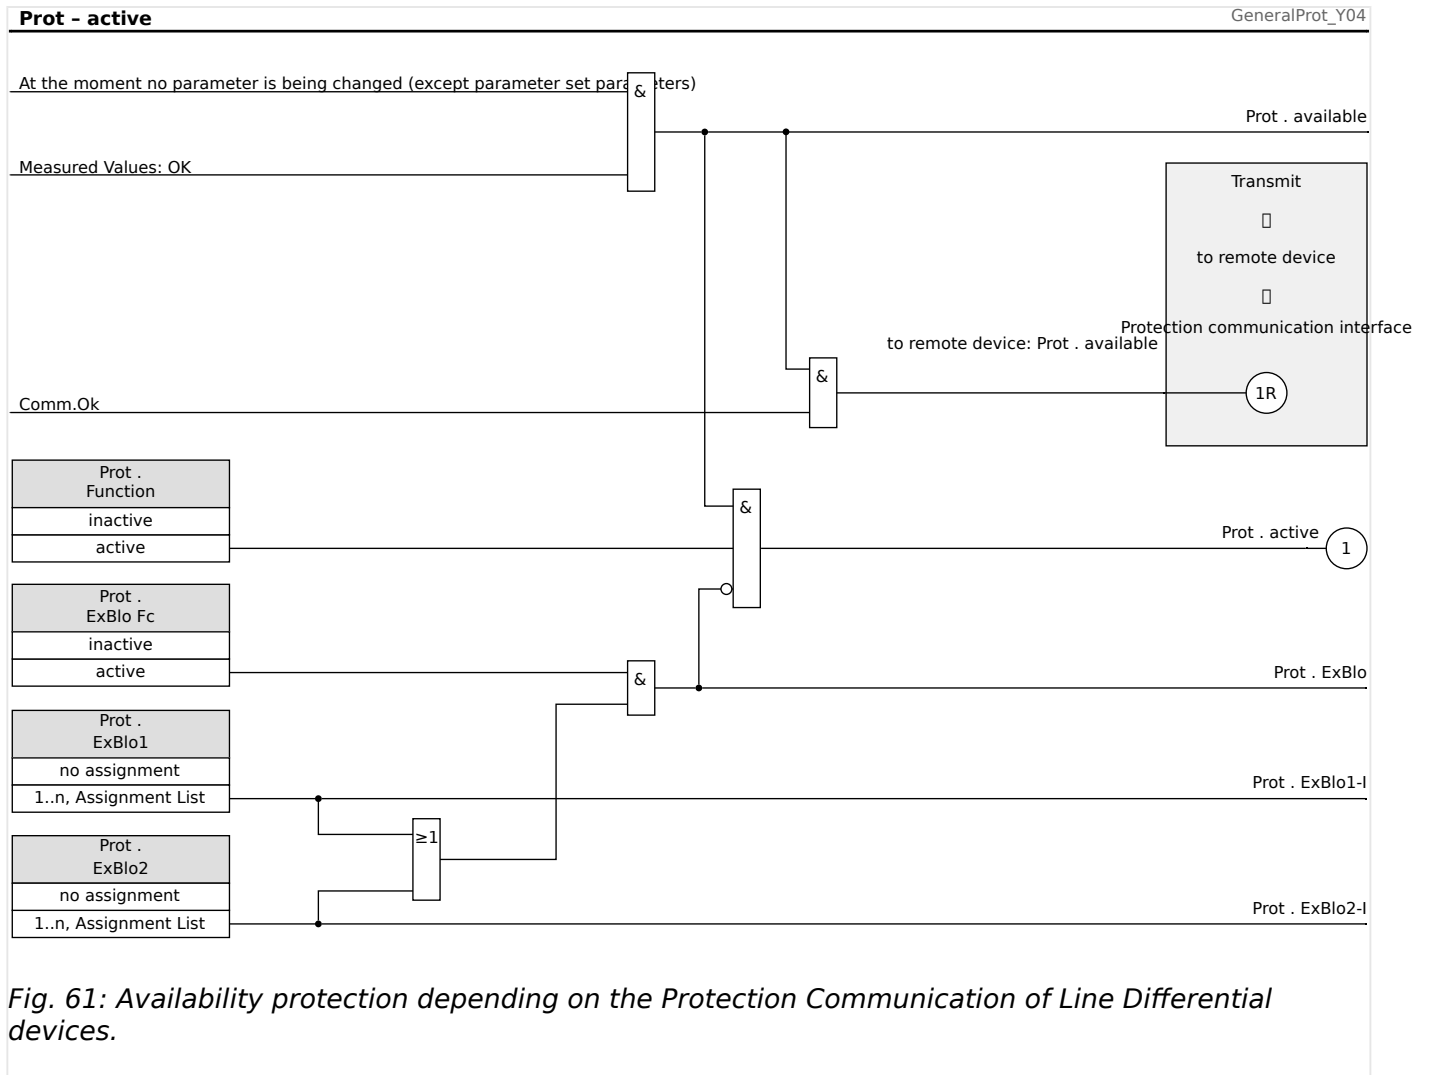 Prot – active
GeneralProt_Y04
At the moment no parameter is being changed (except parameter set parameters)
&
Prot . available
Measured Values: OK
Transmit
to remote device
Protection communication interface
to remote device: Prot . available
&
1R
Comm.Ok
Prot .
Function
inactive
active
&
Prot . active
1
Prot .
ExBlo Fc
inactive
active
&
Prot . ExBlo
Prot .
ExBlo1
no assignment
1..n, Assignment List
Prot . ExBlo1-I
≥1
Prot .
ExBlo2
no assignment
1..n, Assignment List
Prot . ExBlo2-I
Fig. 61: Availability protection depending on the Protection Communication of Line Differential
devices.